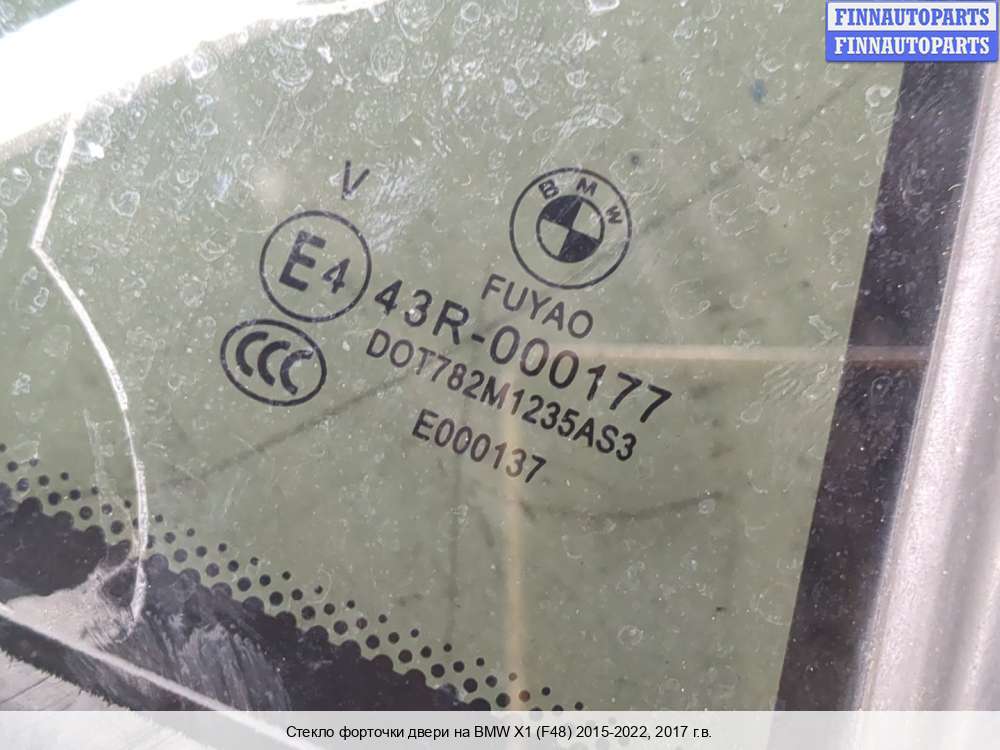 FINNAUTOPARTS
FINNAUTOPARTS
V
BMW
E4
FUYAO
43R-000177
CCC
DOT782M1235AS3
E000137
Стекло форточки двери на BMW X1 (F48) 2015-2022, 2017 г.в.